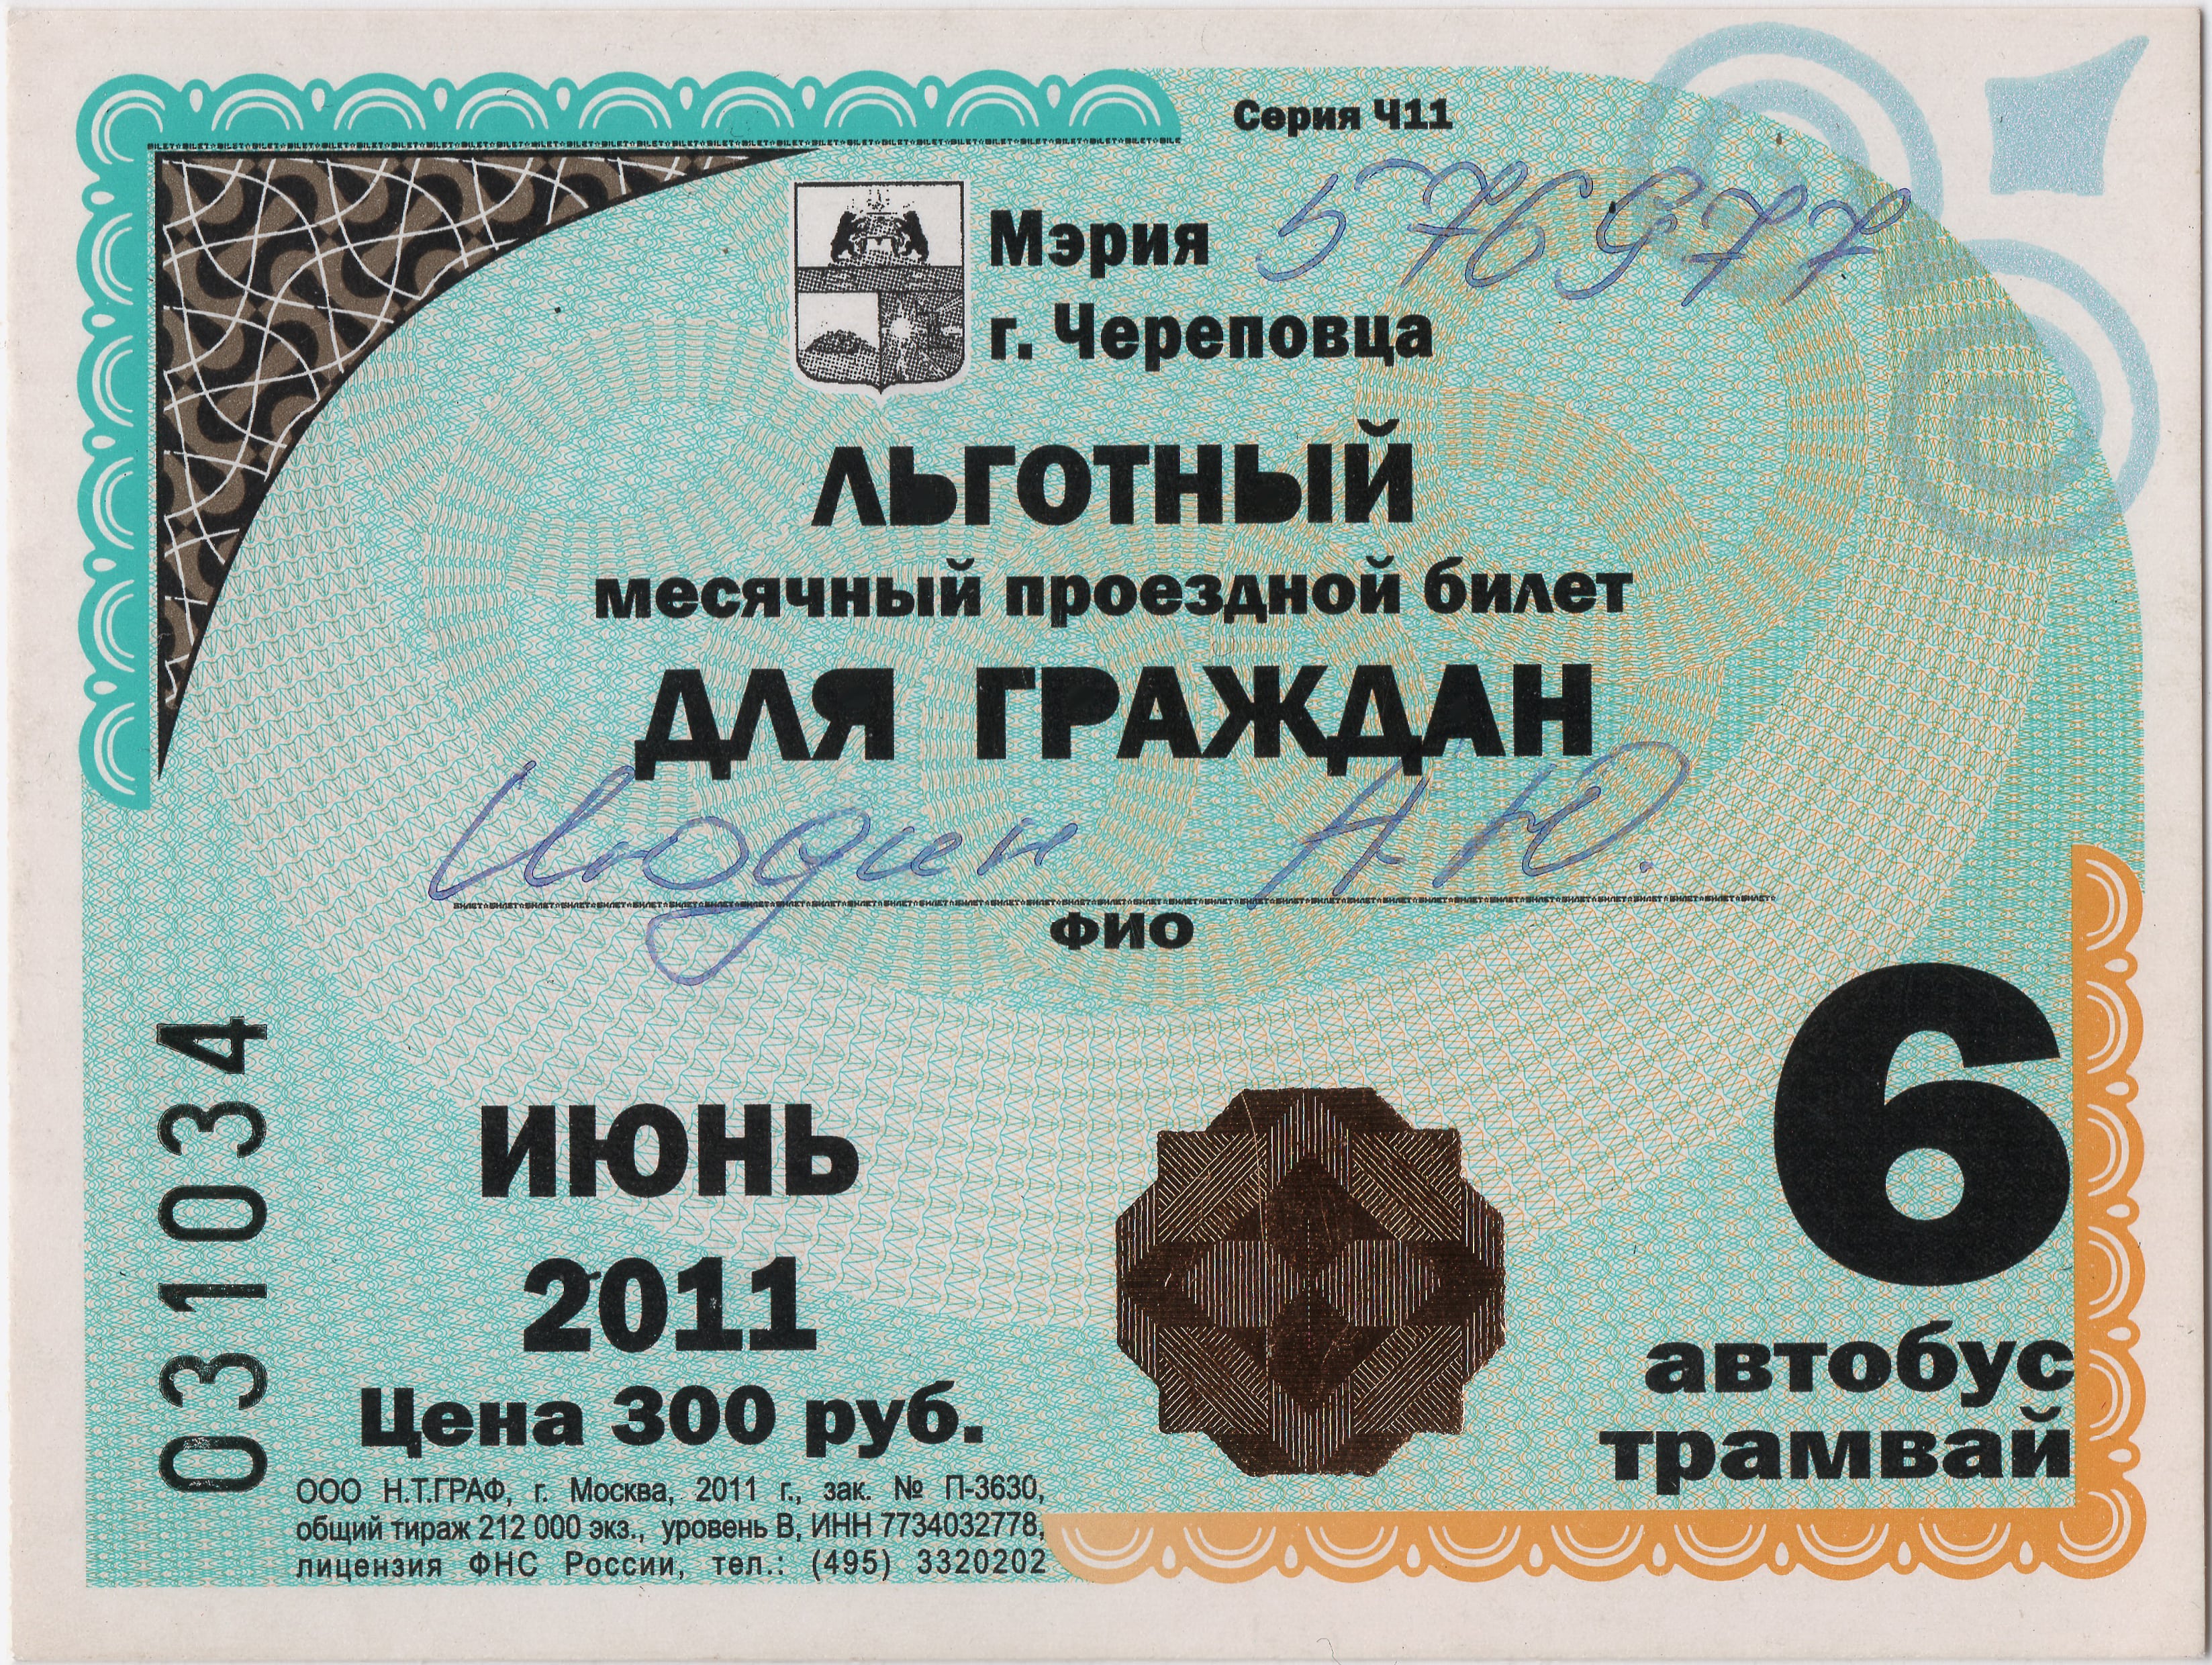 Серия Ч11
Мэрия 576977
г. Череповца
ЛЬГОТНЫЙ
месячный проездной билет
ДЛЯ ГРАЖДАН
А Ю.
ФИО
031034
ИЮНЬ
2011
Цена 300 руб.
6
автобус
трамвай
ООО Н.Т.ГРАФ, г. Москва, 2011 г., зак. № П-3630,
общий тираж 212 000 экз., уровень В, ИНН 7734032778,
лицензия ФНС России, тел.: (495) 3320202